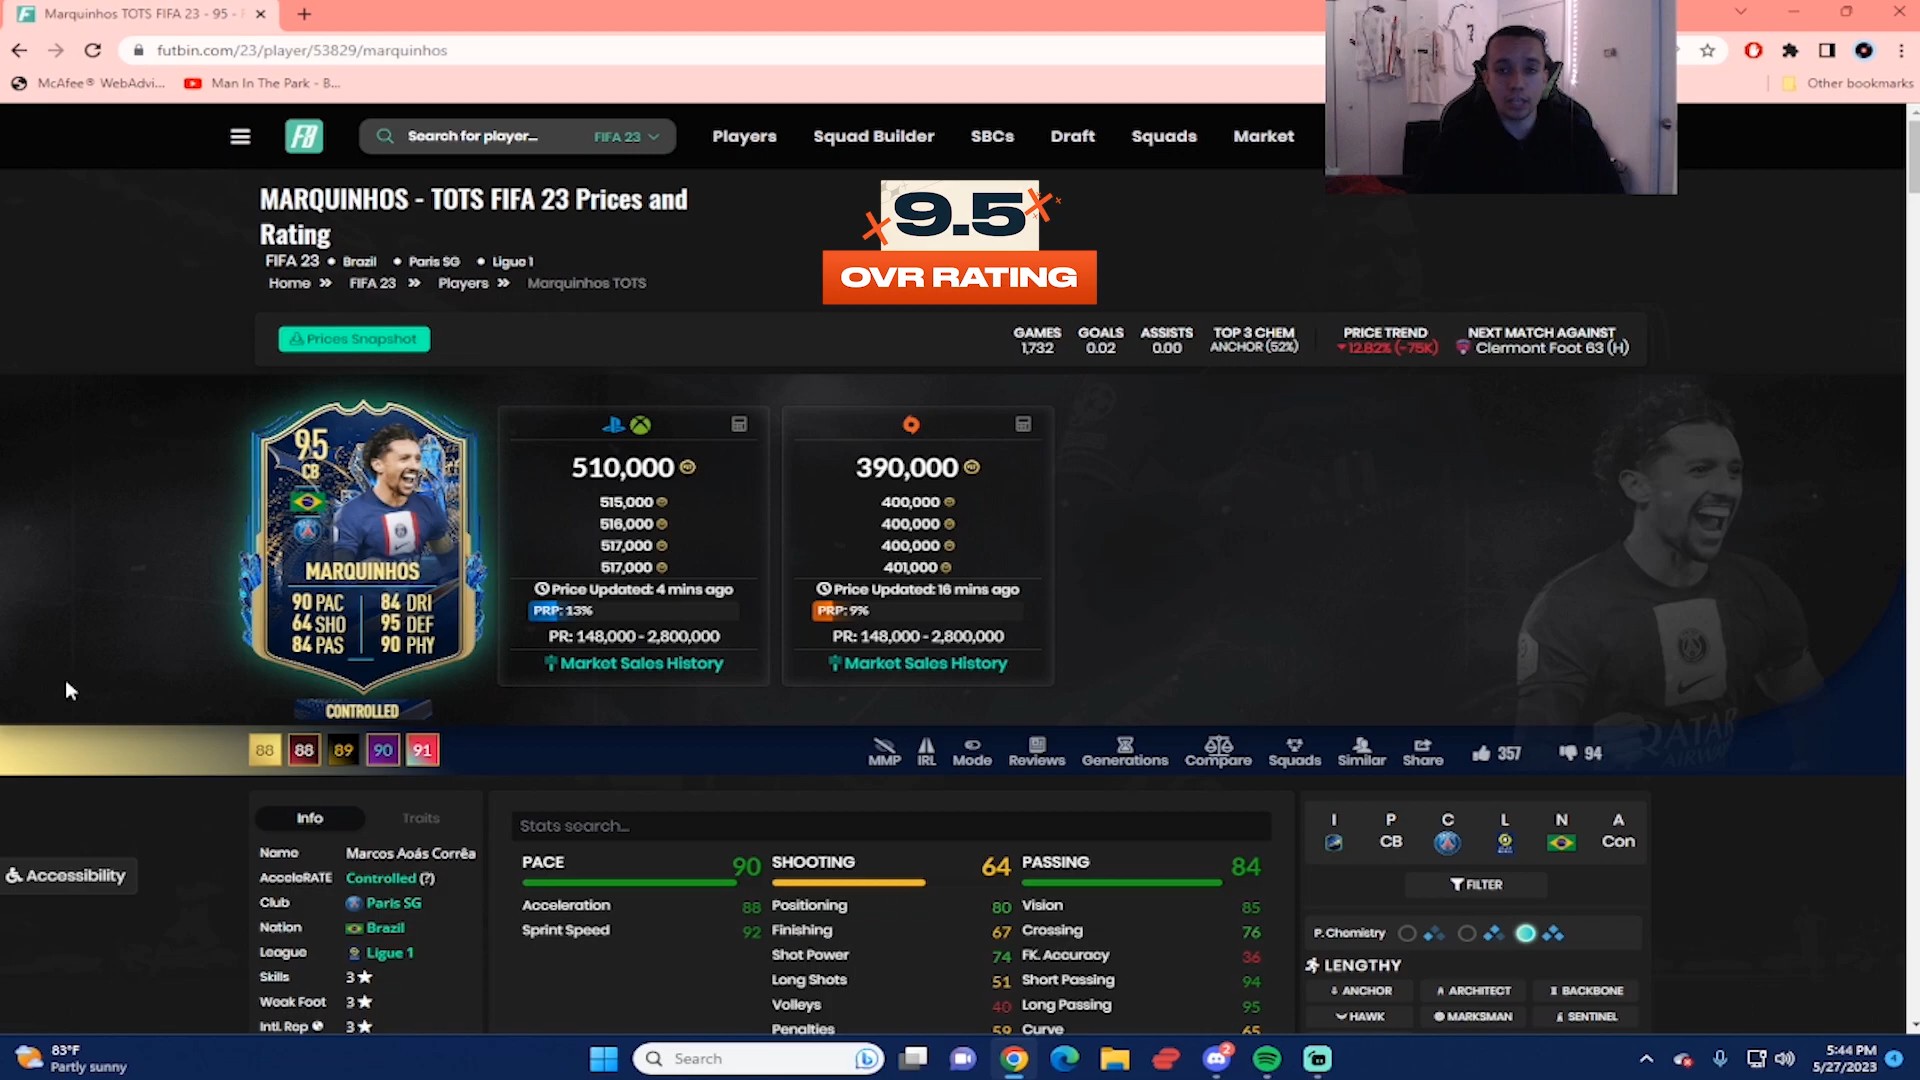 Marquinhos TOTS FIFA 23 - 95 -
futbin.com/23/player/53829/marquinhos
McAfee® WebAdvi...
Man In The Park - B...
Other bookmarks
Search for player...
FIFA 23
Players
Squad Builder
SBCs
Draft
Squads
Market
MARQUINHOS - TOTS FIFA 23 Prices and
Rating
FIFA 23 • Brazil • Paris SG • Ligue 1
Home » FIFA 23 » Players » Marquinhos TOTS
9.5
OVR RATING
Prices Snapshot
GAMES
1,732
GOALS
0.02
ASSISTS
0.00
TOP 3 CHEM
ANCHOR (52%)
PRICE TREND
12.82% (-75K)
NEXT MATCH AGAINST
Clermont Foot 63 (H)
95
CB
MARQUINHOS
90 PAC 84 DRI
64 SHO 95 DEF
84 PAS 90 PHY
CONTROLLED
510,000
515,000
516,000
517,000
517,000
Price Updated: 4 mins ago
PRP: 13%
PR: 148,000 - 2,800,000
Market Sales History
390,000
400,000
400,000
400,000
401,000
Price Updated: 16 mins ago
PRP: 9%
PR: 148,000 - 2,800,000
Market Sales History
QATAR
AIRWAYS
88 88 89 90 91
MMP
IRL
Mode
Reviews
Generations
Compare
Squads
Similar
Share
357
94
Info
Traits
Name Marcos Aoás Corrêa
AcceleRATE Controlled (?)
Club Paris SG
Nation Brazil
League Ligue 1
Skills 3
Weak Foot 3
Intl. Rep 3
Accessibility
Stats search...
PACE 90
Acceleration 88
Sprint Speed 92
SHOOTING 64
Positioning 80
Finishing 67
Shot Power 74
Long Shots 51
Volleys 40
Penalties 59
PASSING 84
Vision 85
Crossing 76
FK. Accuracy 36
Short Passing 94
Long Passing 95
Curve 65
I P C L N A
CB
Con
FILTER
P. Chemistry
LENGTHY
ANCHOR
ARCHITECT
BACKBONE
HAWK
MARKSMAN
SENTINEL
83°F
Partly sunny
Search
2
5:44 PM
5/27/2023
4